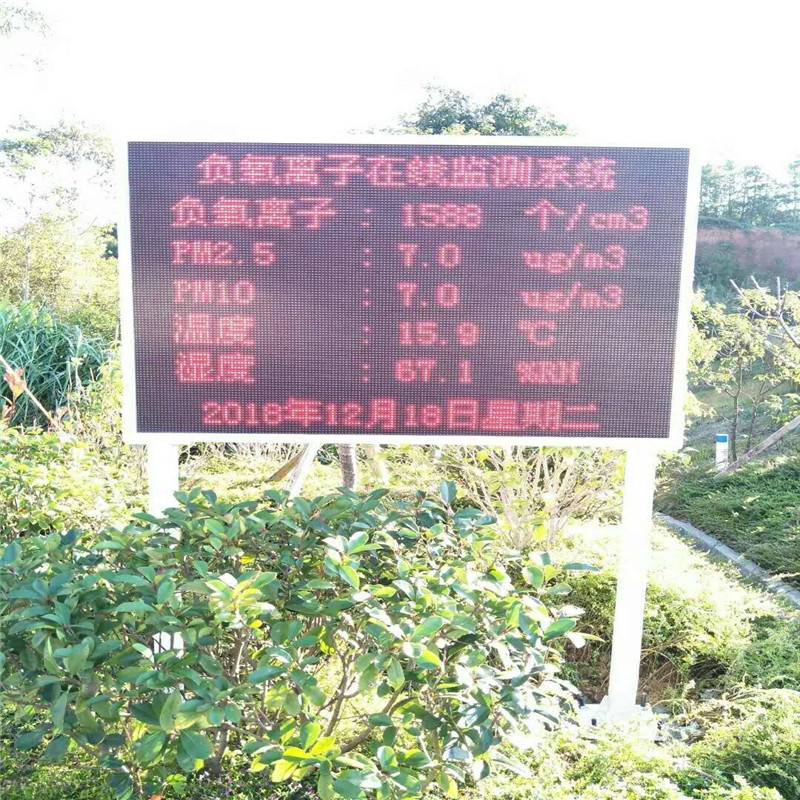 负氧离子在线监测系统
负氧离子 : 1588 个/cm3
PM2.5 : 7.0 ug/m3
PM10 : 7.0 ug/m3
温度 : 15.9 ℃
湿度 : 67.1 %RH
2018年12月18日星期二